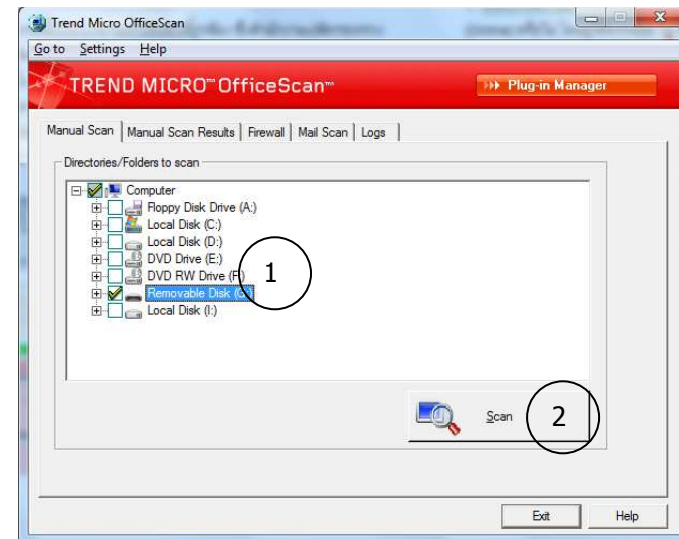 Trend Micro OfficeScan
Go to Settings Help
TREND MICRO™ OfficeScan™
Plug-in Manager
Manual Scan Manual Scan Results Firewall Mail Scan Logs
Directories/Folders to scan
Computer
Floppy Disk Drive (A:)
Local Disk (C:)
Local Disk (D:)
DVD Drive (E:)
DVD RW Drive (F:)
1
Removable Disk
Local Disk (I:)
Scan
2
Exit Help